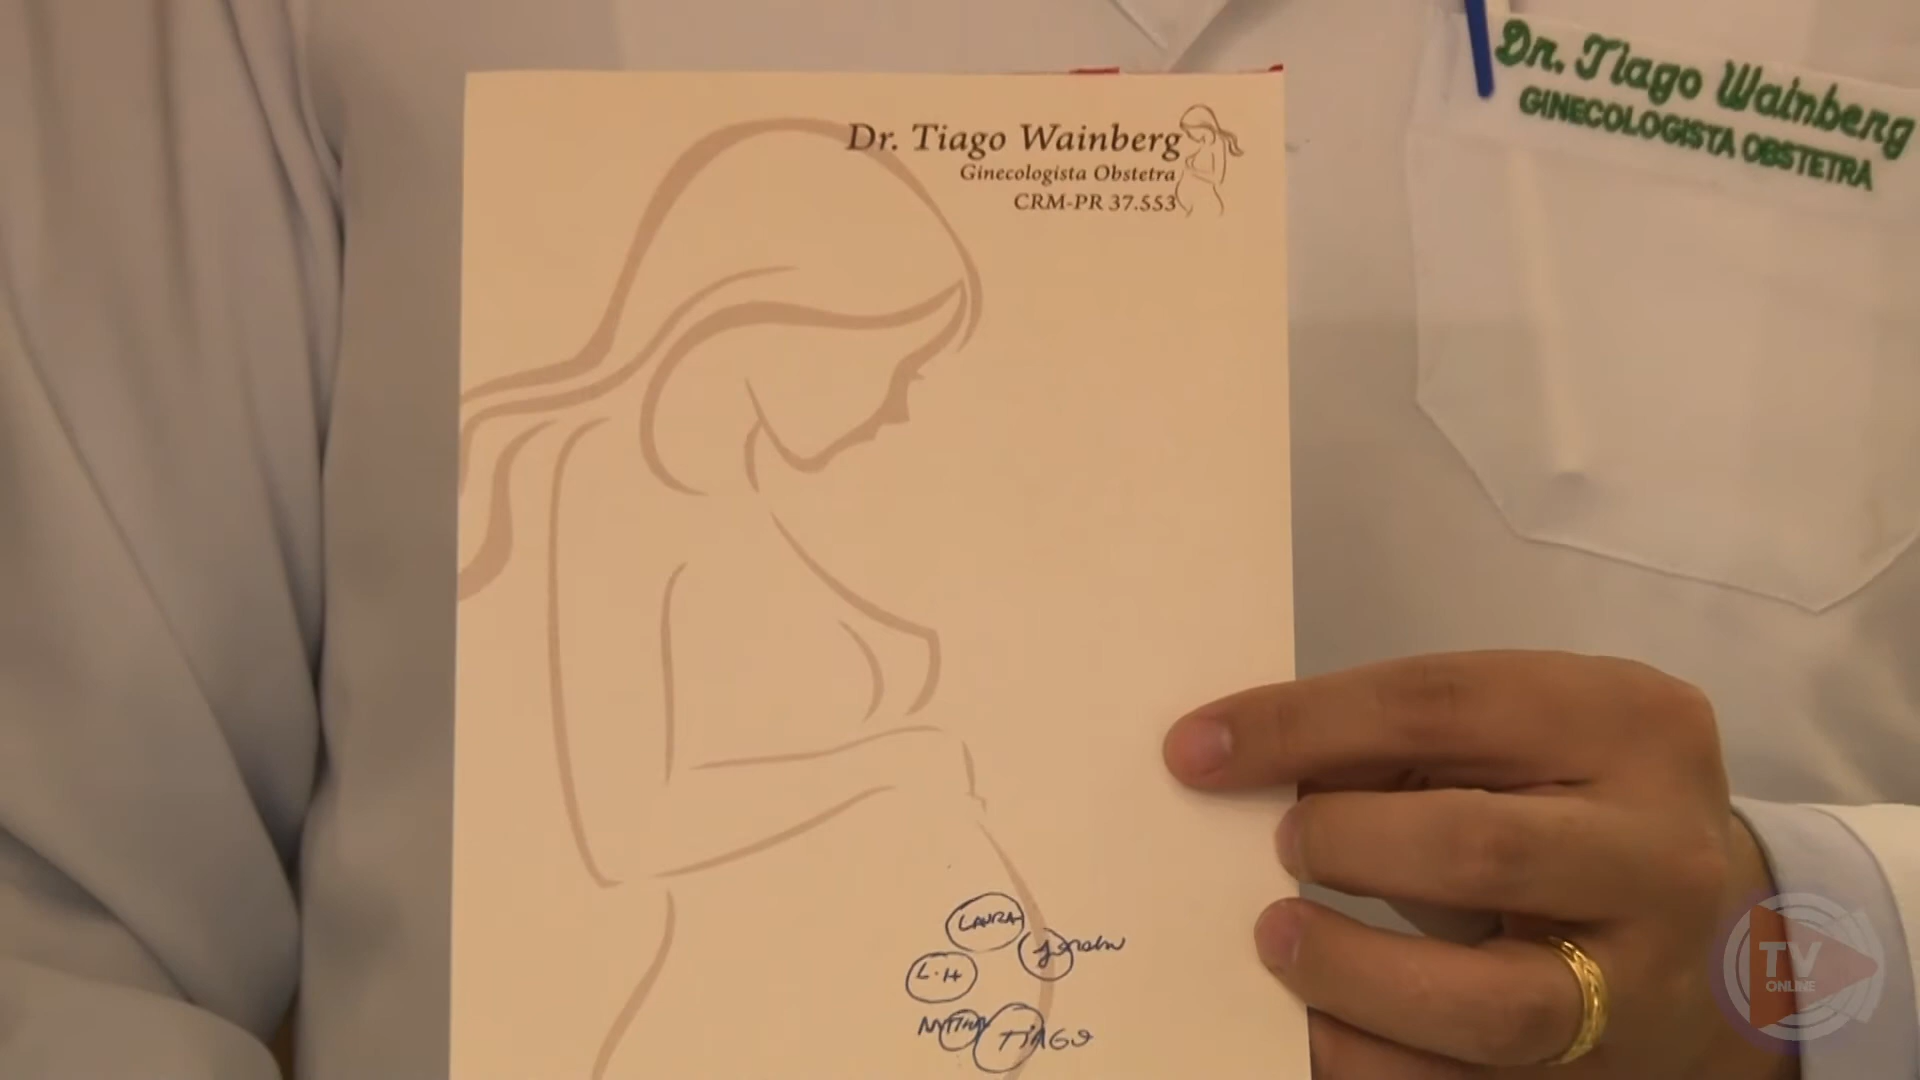 Dr. Tiago Wainberg
Ginecologista Obstetra
CRM-PR 37.553
Dr. Tiago Wainberg
GINECOLOGISTA OBSTETRA
LAURA
L.H
TIAGO
TV
ONLINE